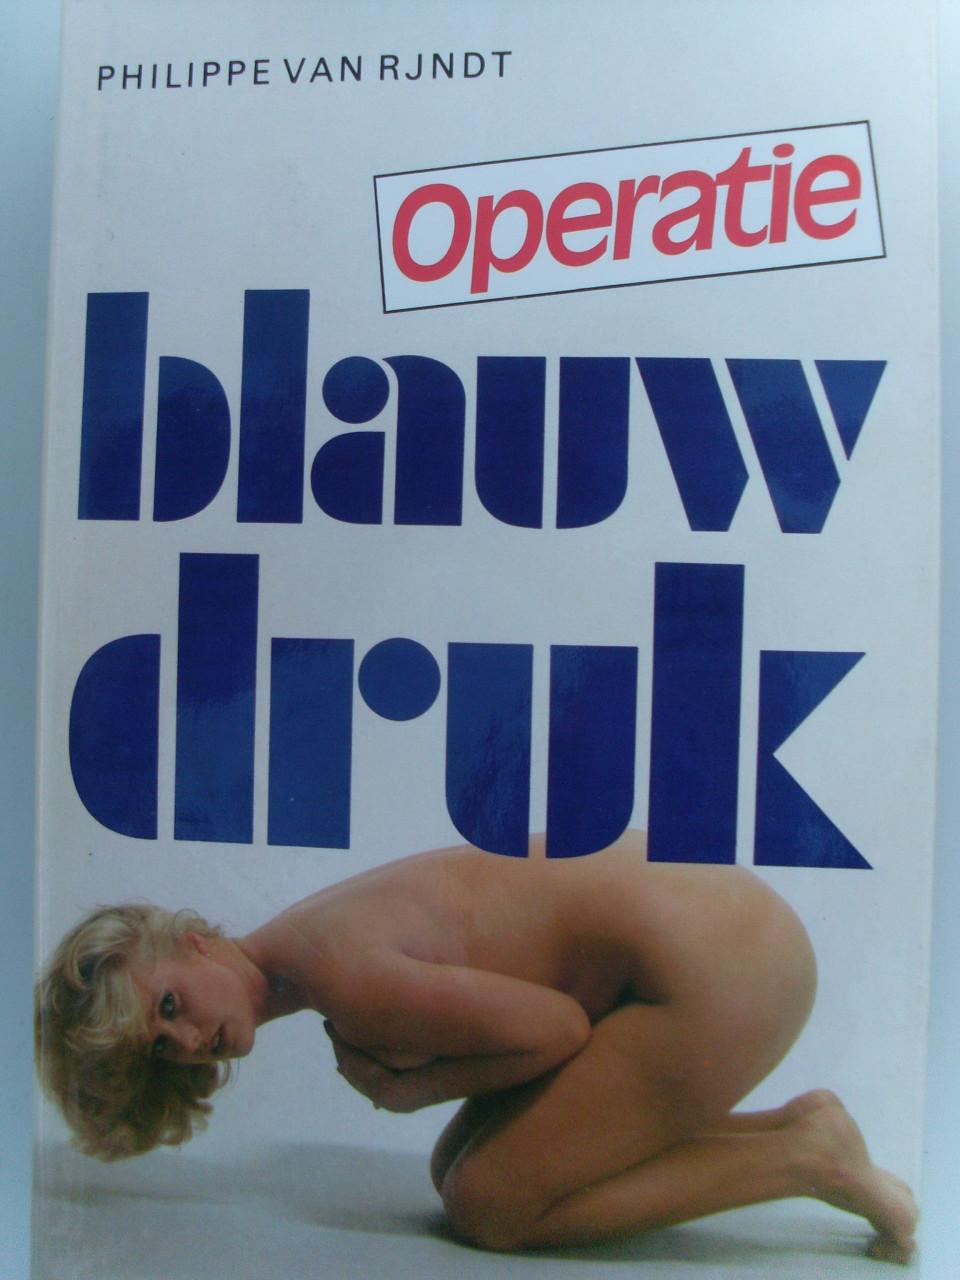 PHILIPPE VAN RJNDT
Operatie
blauw
druk